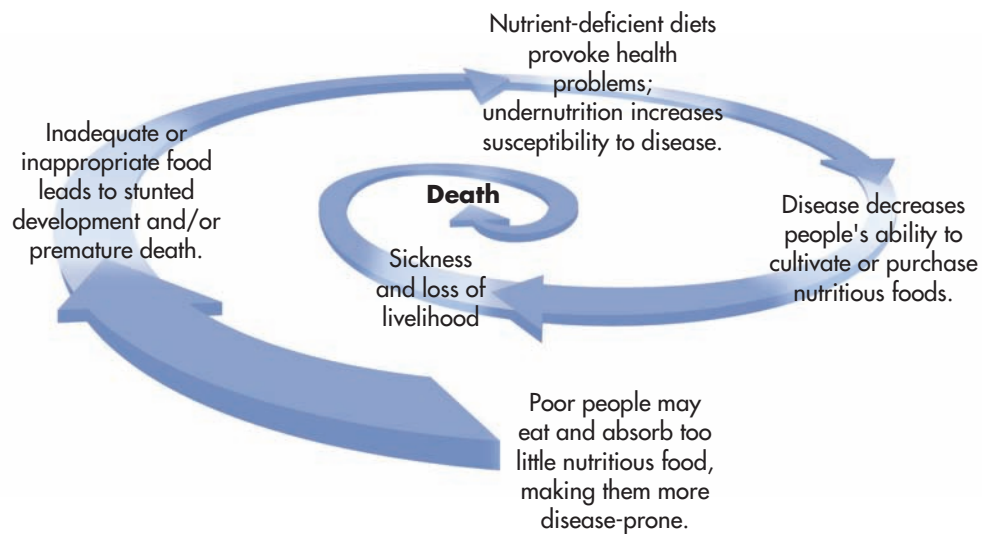 Poor people may
eat and absorb too
little nutritious food,
making them more
disease-prone.
Inadequate or
inappropriate food
leads to stunted
development and/or
premature death.
Nutrient-deficient diets
provoke health
problems;
undernutrition increases
susceptibility to disease.
Disease decreases
people's ability to
cultivate or purchase
nutritious foods.
Sickness
and loss of
livelihood
Death